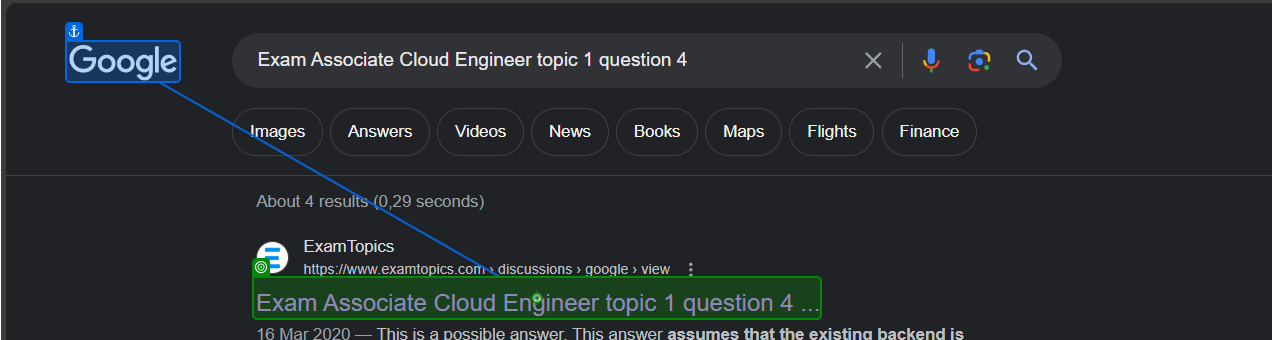 Google
Exam Associate Cloud Engineer topic 1 question 4
Images Answers Videos News Books Maps Flights Finance
About 4 results (0,29 seconds)
ExamTopics
https://www.examtopics.com › discussions › google › view
Exam Associate Cloud Engineer topic 1 question 4 ...
16 Mar 2020 — This is a possible answer. This answer assumes that the existing backend is